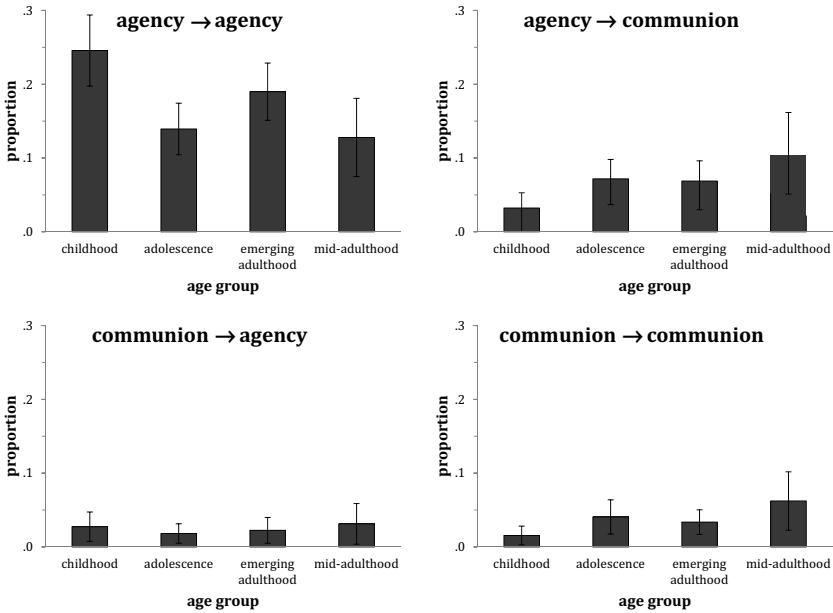 agency → agency
proportion
.3
.2
.1
.0
childhood adolescence emerging adulthood mid-adulthood
age group
agency → communion
proportion
.3
.2
.1
.0
childhood adolescence emerging adulthood mid-adulthood
age group
communion → agency
proportion
.3
.2
.1
.0
childhood adolescence emerging adulthood mid-adulthood
age group
communion → communion
proportion
.3
.2
.1
.0
childhood adolescence emerging adulthood mid-adulthood
age group